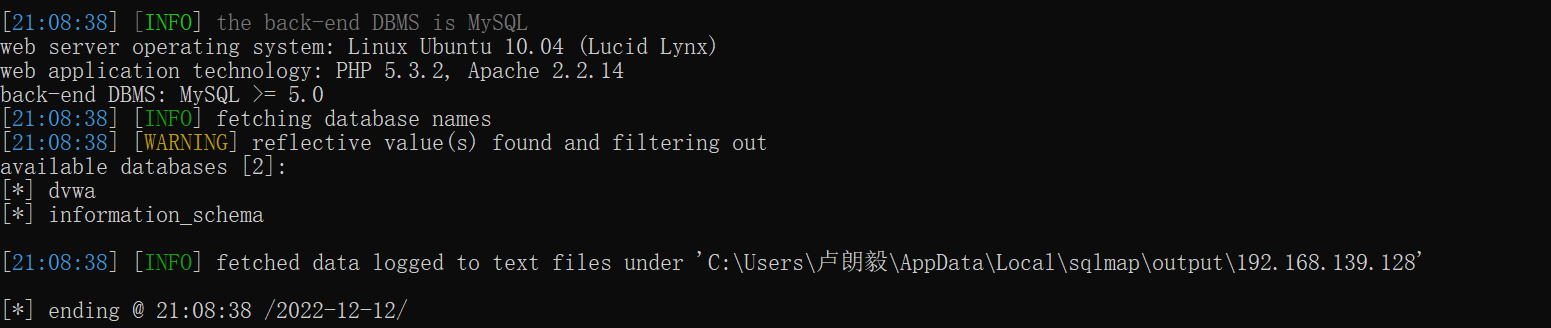 [21:08:38] [INFO] the back-end DBMS is MySQL
web server operating system: Linux Ubuntu 10.04 (Lucid Lynx)
web application technology: PHP 5.3.2, Apache 2.2.14
back-end DBMS: MySQL >= 5.0
[21:08:38] [INFO] fetching database names
[21:08:38] [WARNING] reflective value(s) found and filtering out
available databases [2]:
[*] dvwa
[*] information_schema
[21:08:38] [INFO] fetched data logged to text files under 'C:\Users\卢朗毅\AppData\Local\sqlmap\output\192.168.139.128'
[*] ending @ 21:08:38 /2022-12-12/